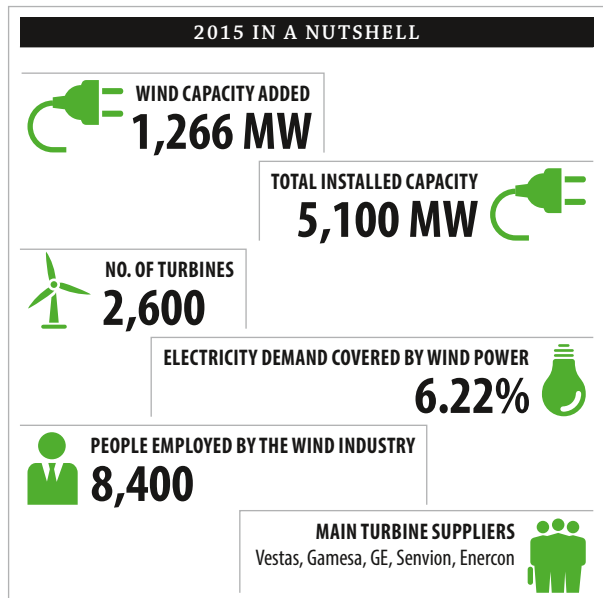 2015 IN A NUTSHELL
WIND CAPACITY ADDED
1,266 MW
TOTAL INSTALLED CAPACITY
5,100 MW
NO. OF TURBINES
2,600
ELECTRICITY DEMAND COVERED BY WIND POWER
6.22%
PEOPLE EMPLOYED BY THE WIND INDUSTRY
8,400
MAIN TURBINE SUPPLIERS
Vestas, Gamesa, GE, Senvion, Enercon